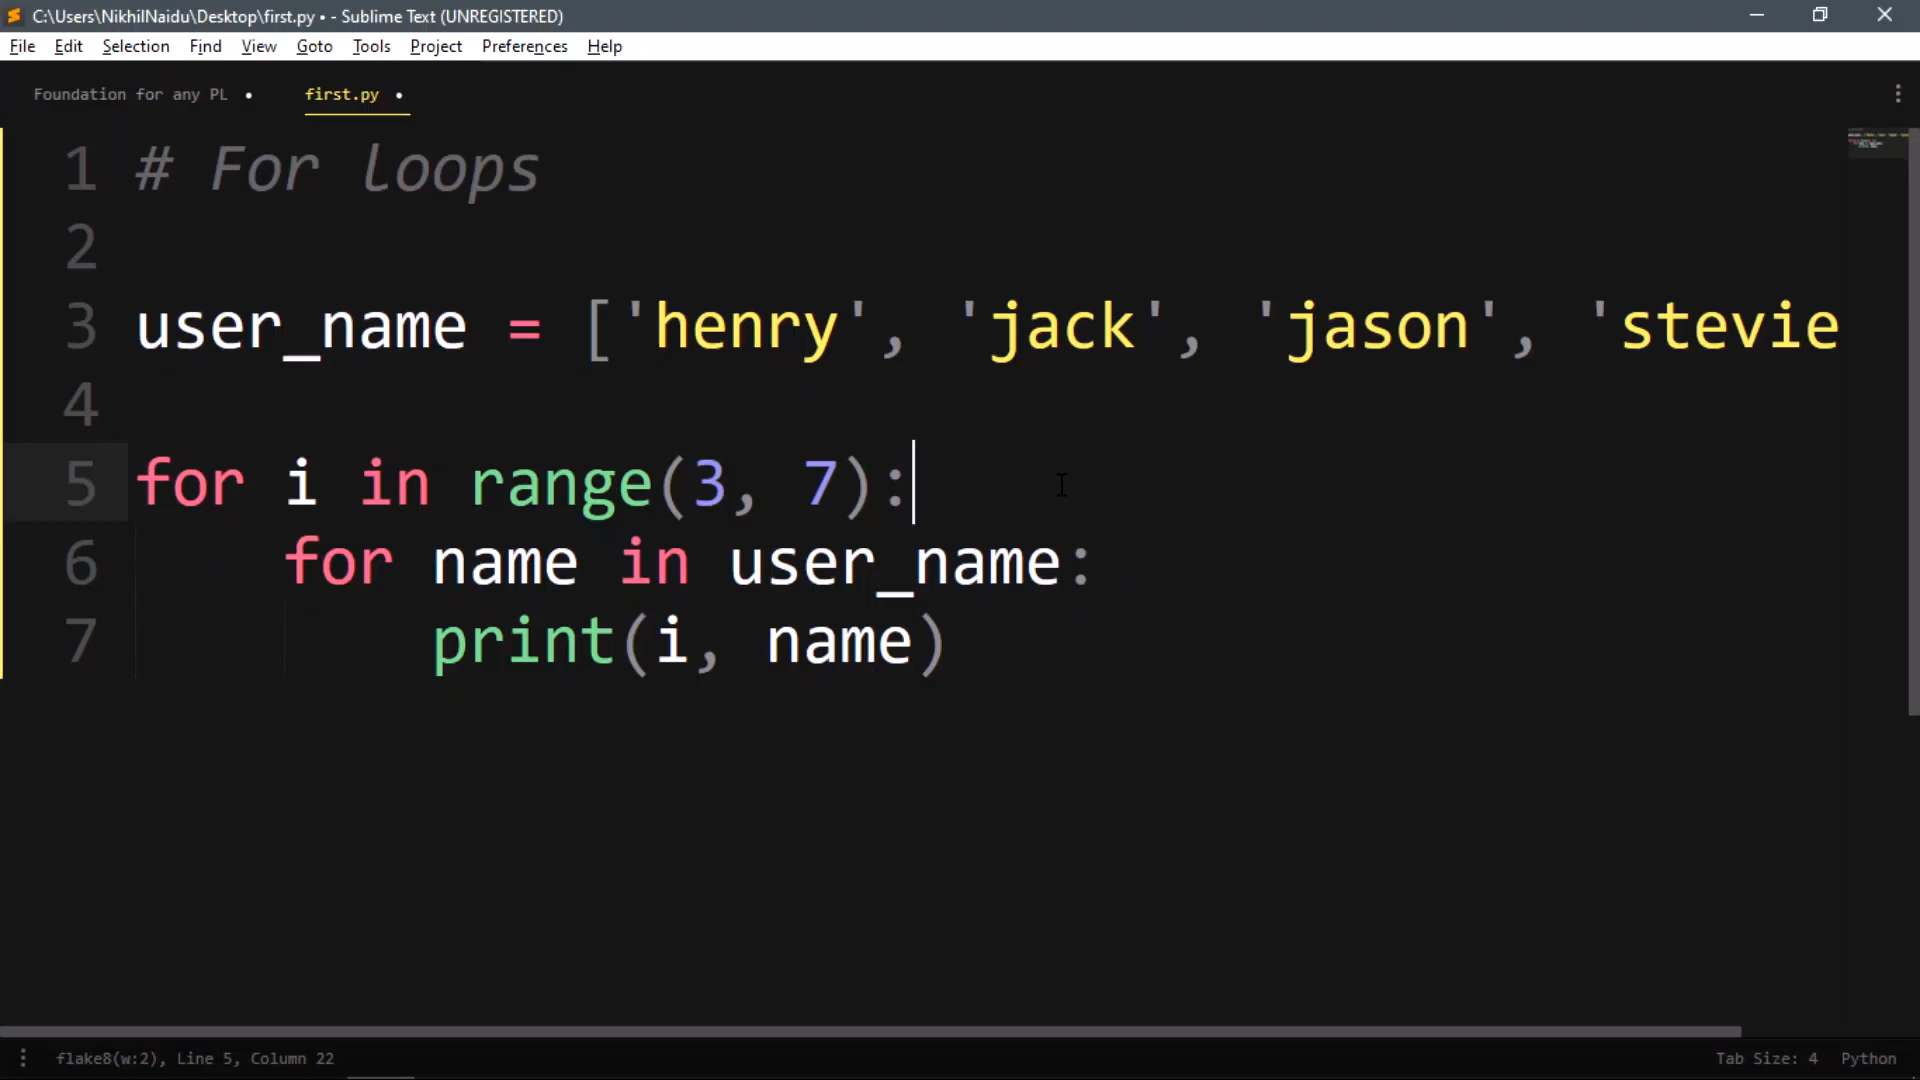 C:\Users\NikhilNaidu\Desktop\first.py • - Sublime Text (UNREGISTERED)
File Edit Selection Find View Goto Tools Project Preferences Help
Foundation for any PL • first.py •
1 # For loops
2
3 user_name = ['henry', 'jack', 'jason', 'stevie
4
5 for i in range(3, 7):
6 for name in user_name:
7 print(i, name)
flake8(w:2), Line 5, Column 22 Tab Size: 4 Python